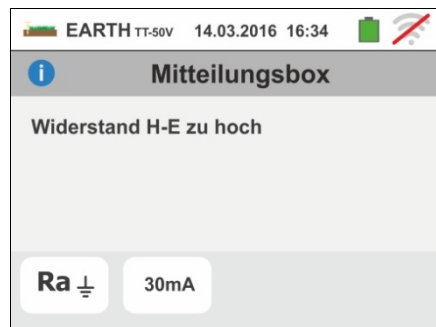 EARTH TT-50V 14.03.2016 16:34
i Mitteilungsbox
Widerstand H-E zu hoch
Ra 30mA